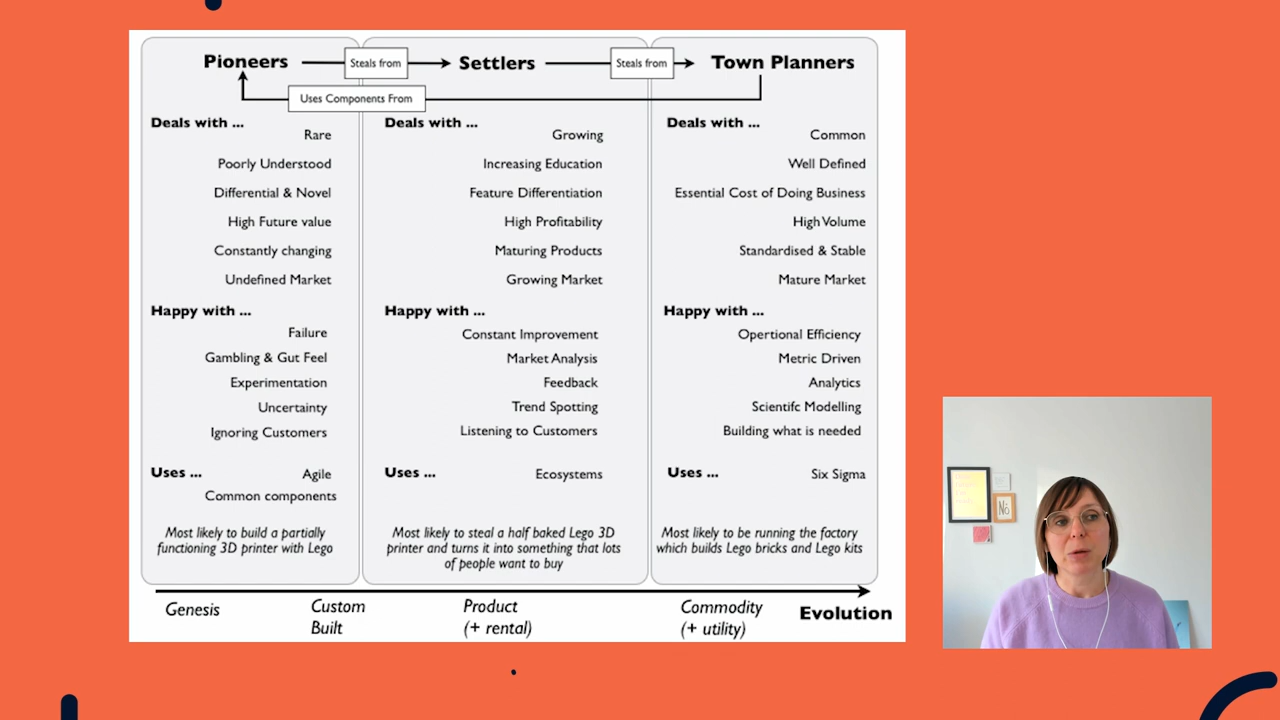 Pioneers
Steals from
Settlers
Steals from
Town Planners
Uses Components From
Deals with ...
Rare
Poorly Understood
Differential & Novel
High Future value
Constantly changing
Undefined Market
Happy with ...
Failure
Gambling & Gut Feel
Experimentation
Uncertainty
Ignoring Customers
Uses ...
Agile
Common components
Most likely to build a partially
functioning 3D printer with Lego
Deals with ...
Growing
Increasing Education
Feature Differentiation
High Profitability
Maturing Products
Growing Market
Happy with ...
Constant Improvement
Market Analysis
Feedback
Trend Spotting
Listening to Customers
Uses ...
Ecosystems
Most likely to steal a half baked Lego 3D
printer and turns it into something that lots
of people want to buy
Deals with ...
Common
Well Defined
Essential Cost of Doing Business
High Volume
Standardised & Stable
Mature Market
Happy with ...
Opertional Efficiency
Metric Driven
Analytics
Scientifc Modelling
Building what is needed
Uses ...
Six Sigma
Most likely to be running the factory
which builds Lego bricks and Lego kits
Genesis
Custom
Built
Product
(+ rental)
Commodity
(+ utility)
Evolution
No